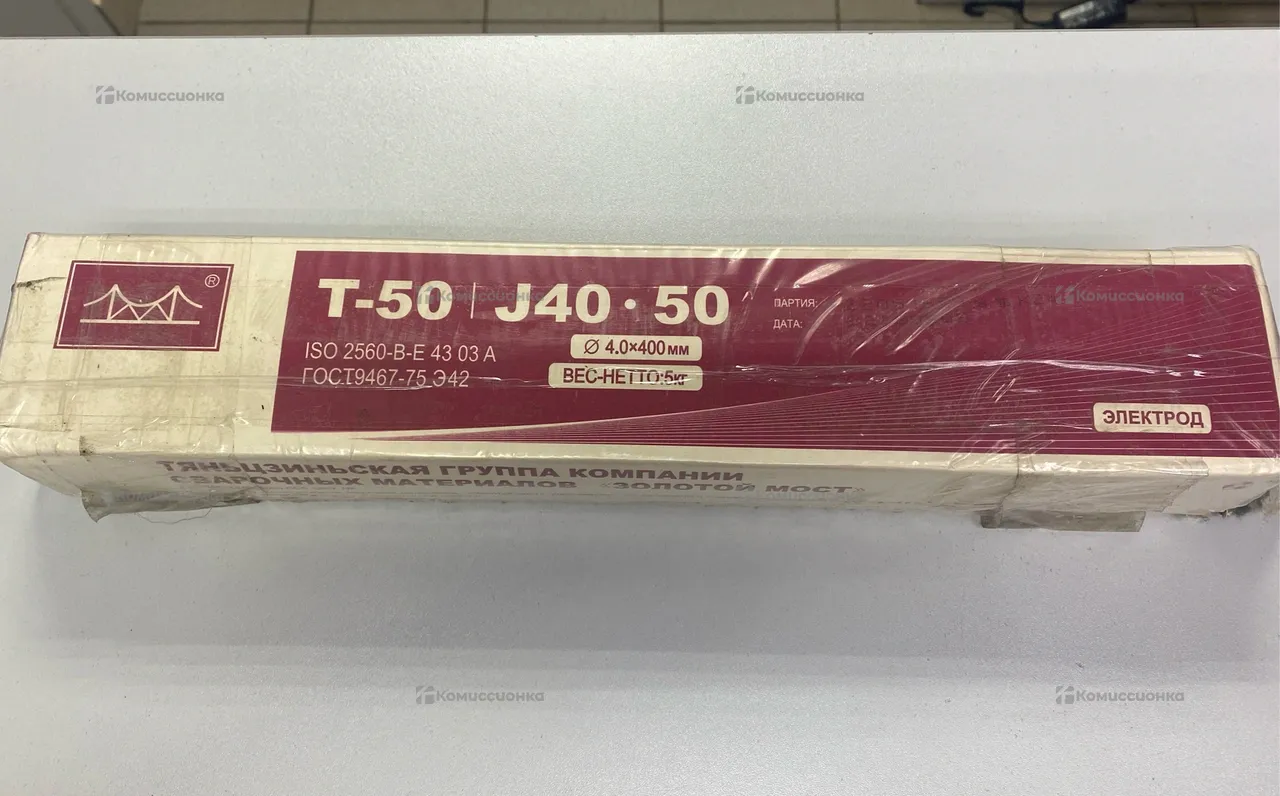 Комиссионка
Комиссионка
®
Т-50 | J40·50
ПАРТИЯ:
Комиссионка
Комиссионка
ДАТА:
ISO 2560-B-E 43 03 A
Ø 4.0×400мм
ГОСТ9467-75 Э42
ВЕС-НЕТТО:5кг
ЭЛЕКТРОД
ТЯНЬЦЗИНЬСКАЯ ГРУППА КОМПАНИИ
СВАРОЧНЫХ МАТЕРИАЛОВ «ЗОЛОТОЙ МОСТ»
Комиссионка
Комиссионка